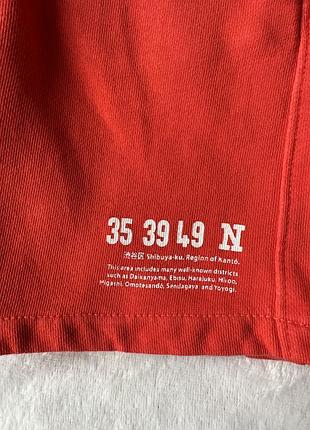 35 39 49 N
渋谷区 Shibuya-ku. Region of Kantō.
This area includes many well-known districts
such as Daikanyama, Ebisu, Harajuku, Hiroo,
Higashi, Omotesandō, Sendagaya and Yoyogi.